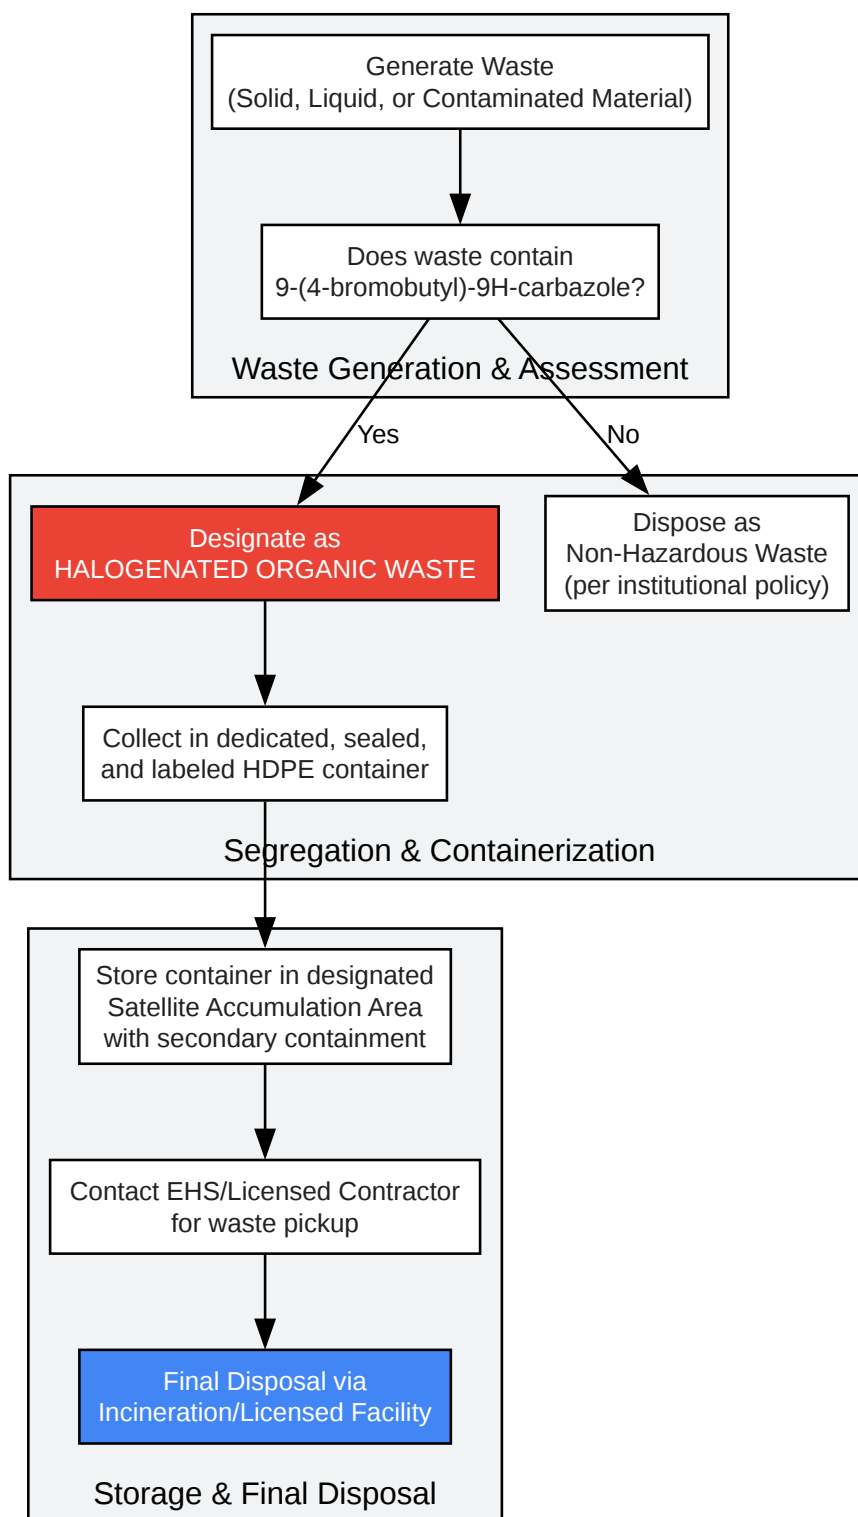 Generate Waste
(Solid, Liquid, or Contaminated Material)
Does waste contain
9-(4-bromobutyl)-9H-carbazole?
Waste Generation & Assessment
Yes
No
Designate as
HALOGENATED ORGANIC WASTE
Dispose as
Non-Hazardous Waste
(per institutional policy)
Collect in dedicated, sealed,
and labeled HDPE container
Segregation & Containerization
Store container in designated
Satellite Accumulation Area
with secondary containment
Contact EHS/Licensed Contractor
for waste pickup
Final Disposal via
Incineration/Licensed Facility
Storage & Final Disposal